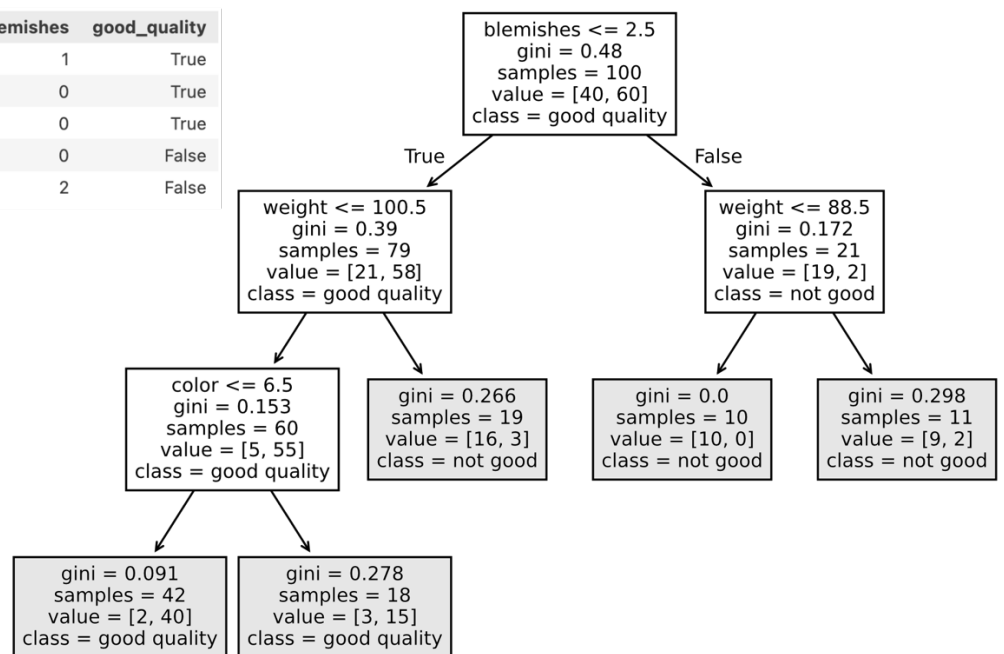 emishes good_quality
1 True
0 True
0 True
0 False
2 False
blemishes <= 2.5
gini = 0.48
samples = 100
value = [40, 60]
class = good quality
True
False
weight <= 100.5
gini = 0.39
samples = 79
value = [21, 58]
class = good quality
weight <= 88.5
gini = 0.172
samples = 21
value = [19, 2]
class = not good
color <= 6.5
gini = 0.153
samples = 60
value = [5, 55]
class = good quality
gini = 0.266
samples = 19
value = [16, 3]
class = not good
gini = 0.0
samples = 10
value = [10, 0]
class = not good
gini = 0.298
samples = 11
value = [9, 2]
class = not good
gini = 0.091
samples = 42
value = [2, 40]
class = good quality
gini = 0.278
samples = 18
value = [3, 15]
class = good quality